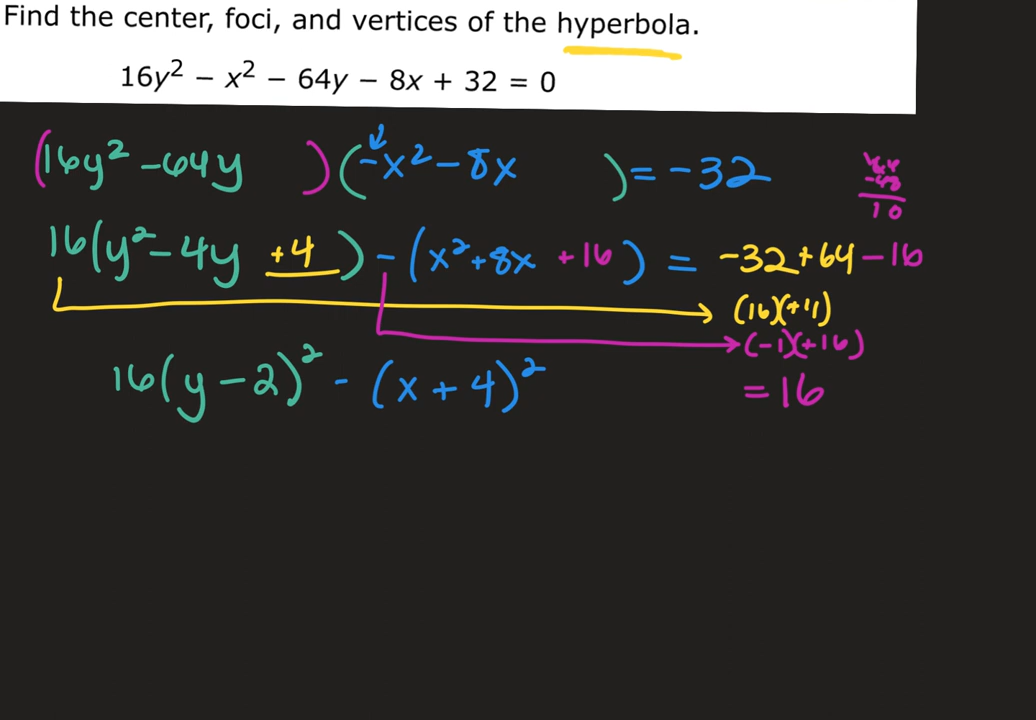 Find the center, foci, and vertices of the hyperbola.
16y² − x² − 64y − 8x + 32 = 0
(16y² - 64y ) (-x² - 8x ) = -32
16(y² - 4y +4 ) - (x² + 8x + 16 ) = -32 + 64 - 16
(16)(+4)
(-1)(+16)
16(y - 2)² - (x + 4)² = 16